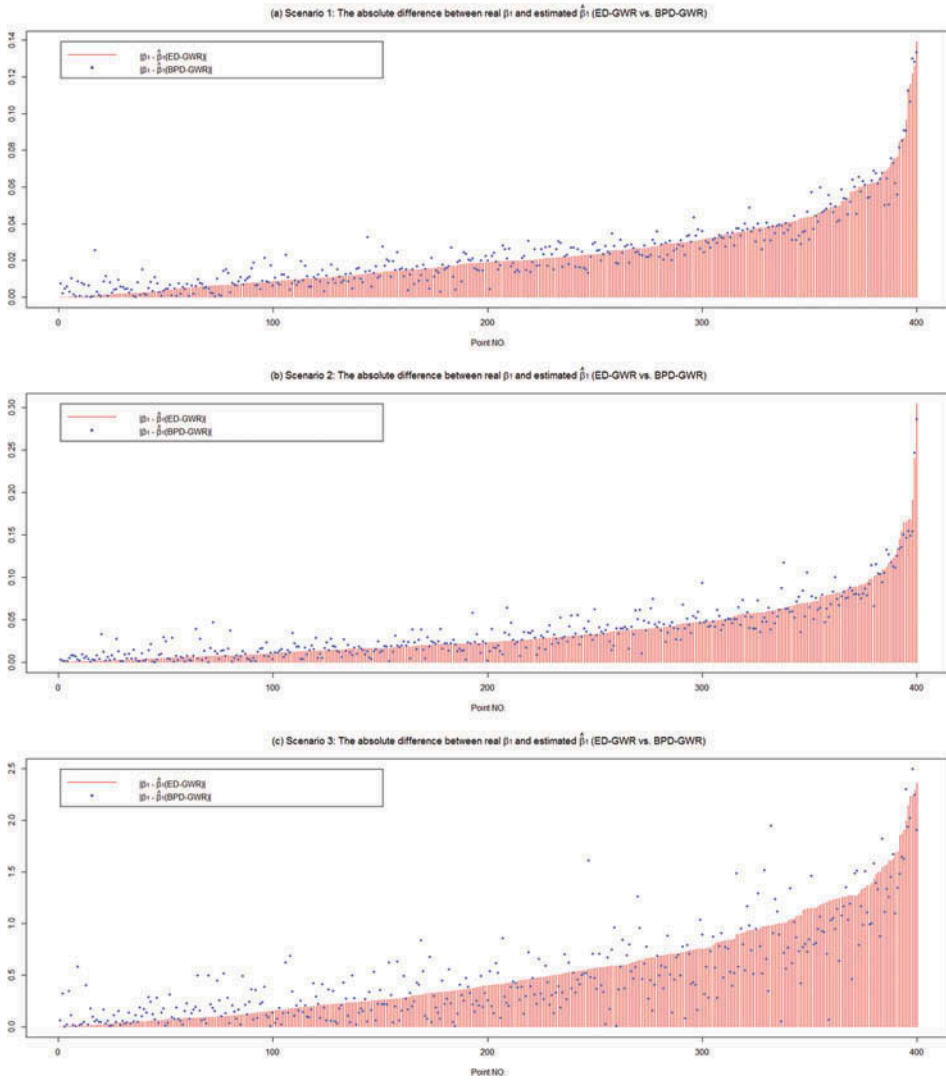 (a) Scenario 1: The absolute difference between real β1 and estimated β̂1 (ED-GWR vs. BPD-GWR)
|β1 - β̂1(ED-GWR)|
|β1 - β̂1(BPD-GWR)|
0.14
0.12
0.10
0.08
0.06
0.04
0.02
0.00
0 100 200 300 400
Point NO.
(b) Scenario 2: The absolute difference between real β1 and estimated β̂1 (ED-GWR vs. BPD-GWR)
|β1 - β̂1(ED-GWR)|
|β1 - β̂1(BPD-GWR)|
0.30
0.25
0.20
0.15
0.10
0.05
0.00
0 100 200 300 400
Point NO.
(c) Scenario 3: The absolute difference between real β1 and estimated β̂1 (ED-GWR vs. BPD-GWR)
|β1 - β̂1(ED-GWR)|
|β1 - β̂1(BPD-GWR)|
2.5
2.0
1.5
1.0
0.5
0.0
0 100 200 300 400
Point NO.